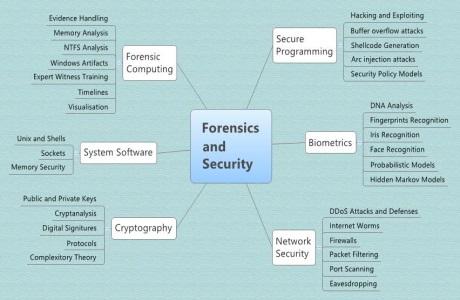 Evidence Handling
Memory Analysis
NTFS Analysis
Windows Artifacts
Expert Witness Training
Timelines
Visualisation
Forensic
Computing
Unix and Shells
Sockets
Memory Security
System Software
Public and Private Keys
Cryptanalysis
Digital Signitures
Protocols
Complexitory Theory
Cryptography
Forensics
and
Security
Secure
Programming
Hacking and Exploiting
Buffer overflow attacks
Shellcode Generation
Arc injection attacks
Security Policy Models
Biometrics
DNA Analysis
Fingerprints Recognition
Iris Recognition
Face Recognition
Probabilistic Models
Hidden Markov Models
Network
Security
DDoS Attacks and Defenses
Internet Worms
Firewalls
Packet Filtering
Port Scanning
Eavesdropping